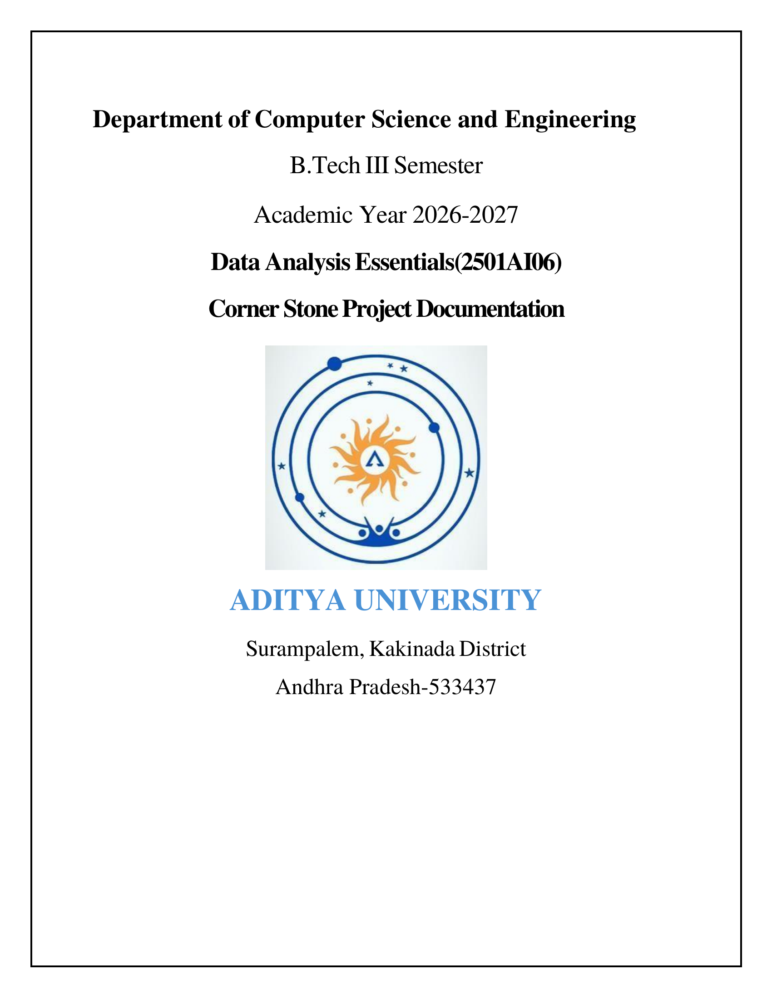 Department of Computer Science and Engineering
B.Tech III Semester
Academic Year 2026-2027
Data Analysis Essentials(2501AI06)
Corner Stone Project Documentation
ADITYA UNIVERSITY
Surampalem, Kakinada District
Andhra Pradesh-533437